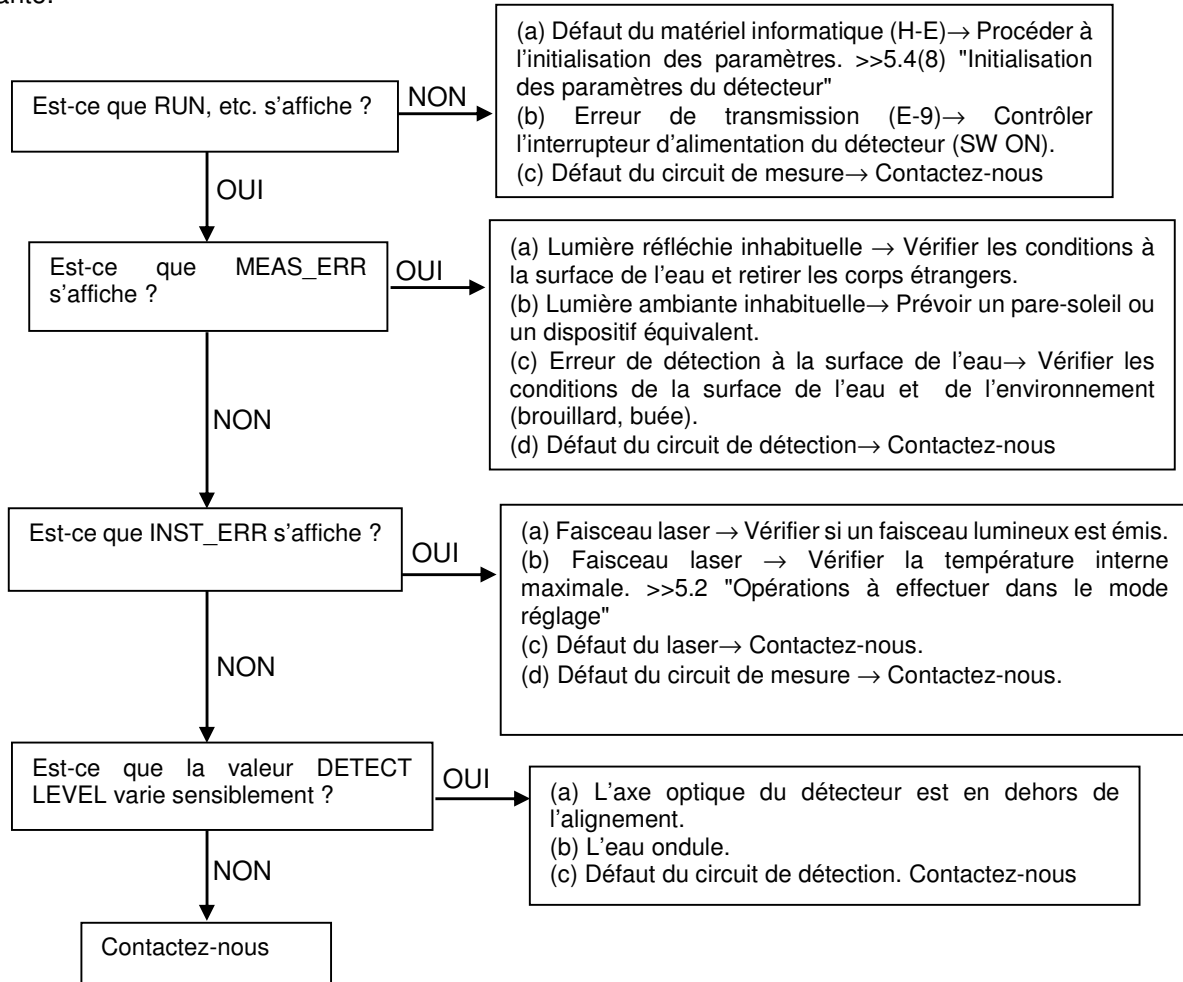 (a) Défaut du matériel informatique (H-E)→ Procéder à
l'initialisation des paramètres. >>5.4(8) "Initialisation
des paramètres du détecteur"
(b) Erreur de transmission (E-9)→ Contrôler
l'interrupteur d'alimentation du détecteur (SW ON).
(c) Défaut du circuit de mesure→ Contactez-nous
Est-ce que RUN, etc. s'affiche ?
NON
OUI
Est-ce que MEAS_ERR
s'affiche ?
OUI
(a) Lumière réfléchie inhabituelle → Vérifier les conditions à
la surface de l'eau et retirer les corps étrangers.
(b) Lumière ambiante inhabituelle→ Prévoir un pare-soleil ou
un dispositif équivalent.
(c) Erreur de détection à la surface de l'eau→ Vérifier les
conditions de la surface de l'eau et de l'environnement
(brouillard, buée).
(d) Défaut du circuit de détection→ Contactez-nous
NON
Est-ce que INST_ERR s'affiche ?
OUI
(a) Faisceau laser → Vérifier si un faisceau lumineux est émis.
(b) Faisceau laser → Vérifier la température interne
maximale. >>5.2 "Opérations à effectuer dans le mode
réglage"
(c) Défaut du laser→ Contactez-nous.
(d) Défaut du circuit de mesure → Contactez-nous.
NON
Est-ce que la valeur DETECT
LEVEL varie sensiblement ?
OUI
(a) L'axe optique du détecteur est en dehors de
l'alignement.
(b) L'eau ondule.
(c) Défaut du circuit de détection. Contactez-nous
NON
Contactez-nous